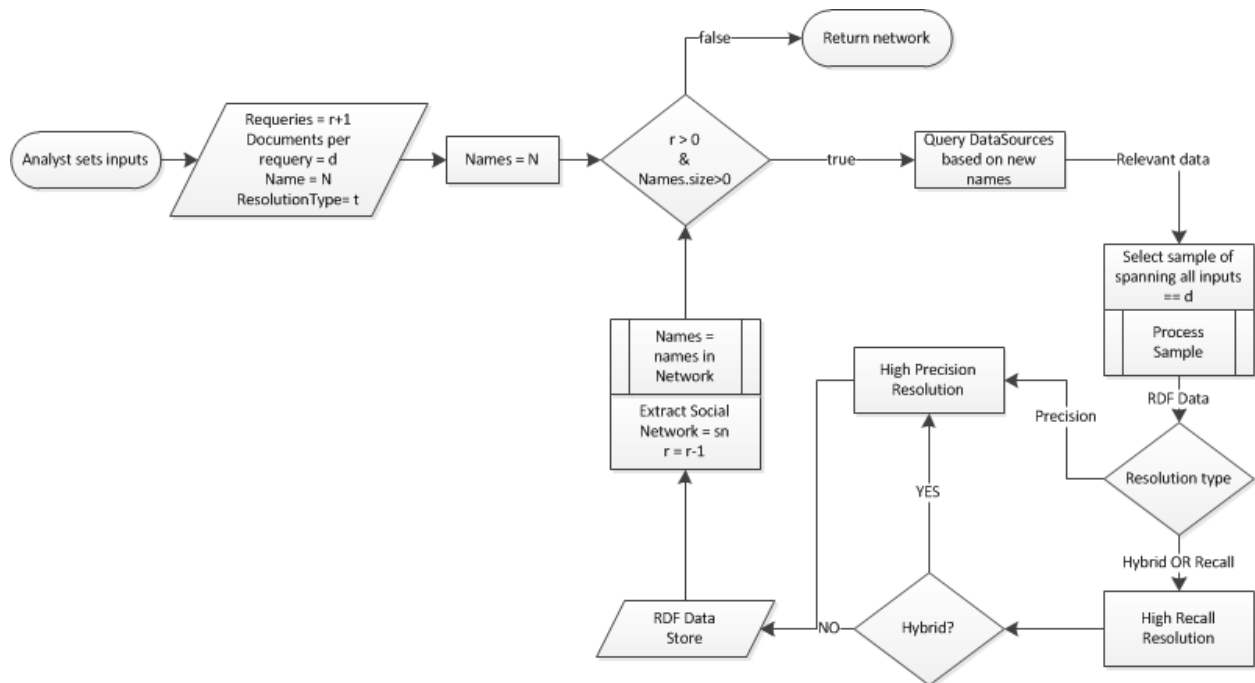 false
Return network
Analyst sets inputs
Requeries = r+1
Documents per
requery = d
Name = N
ResolutionType= t
Names = N
r > 0
&
Names.size>0
true
Query DataSources
based on new
names
Relevant data
Select sample of
spanning all inputs
== d
Process
Sample
RDF Data
Resolution type
Precision
High Precision
Resolution
Hybrid OR Recall
High Recall
Resolution
Hybrid?
YES
NO
RDF Data
Store
Names =
names in
Network
Extract Social
Network = sn
r = r-1